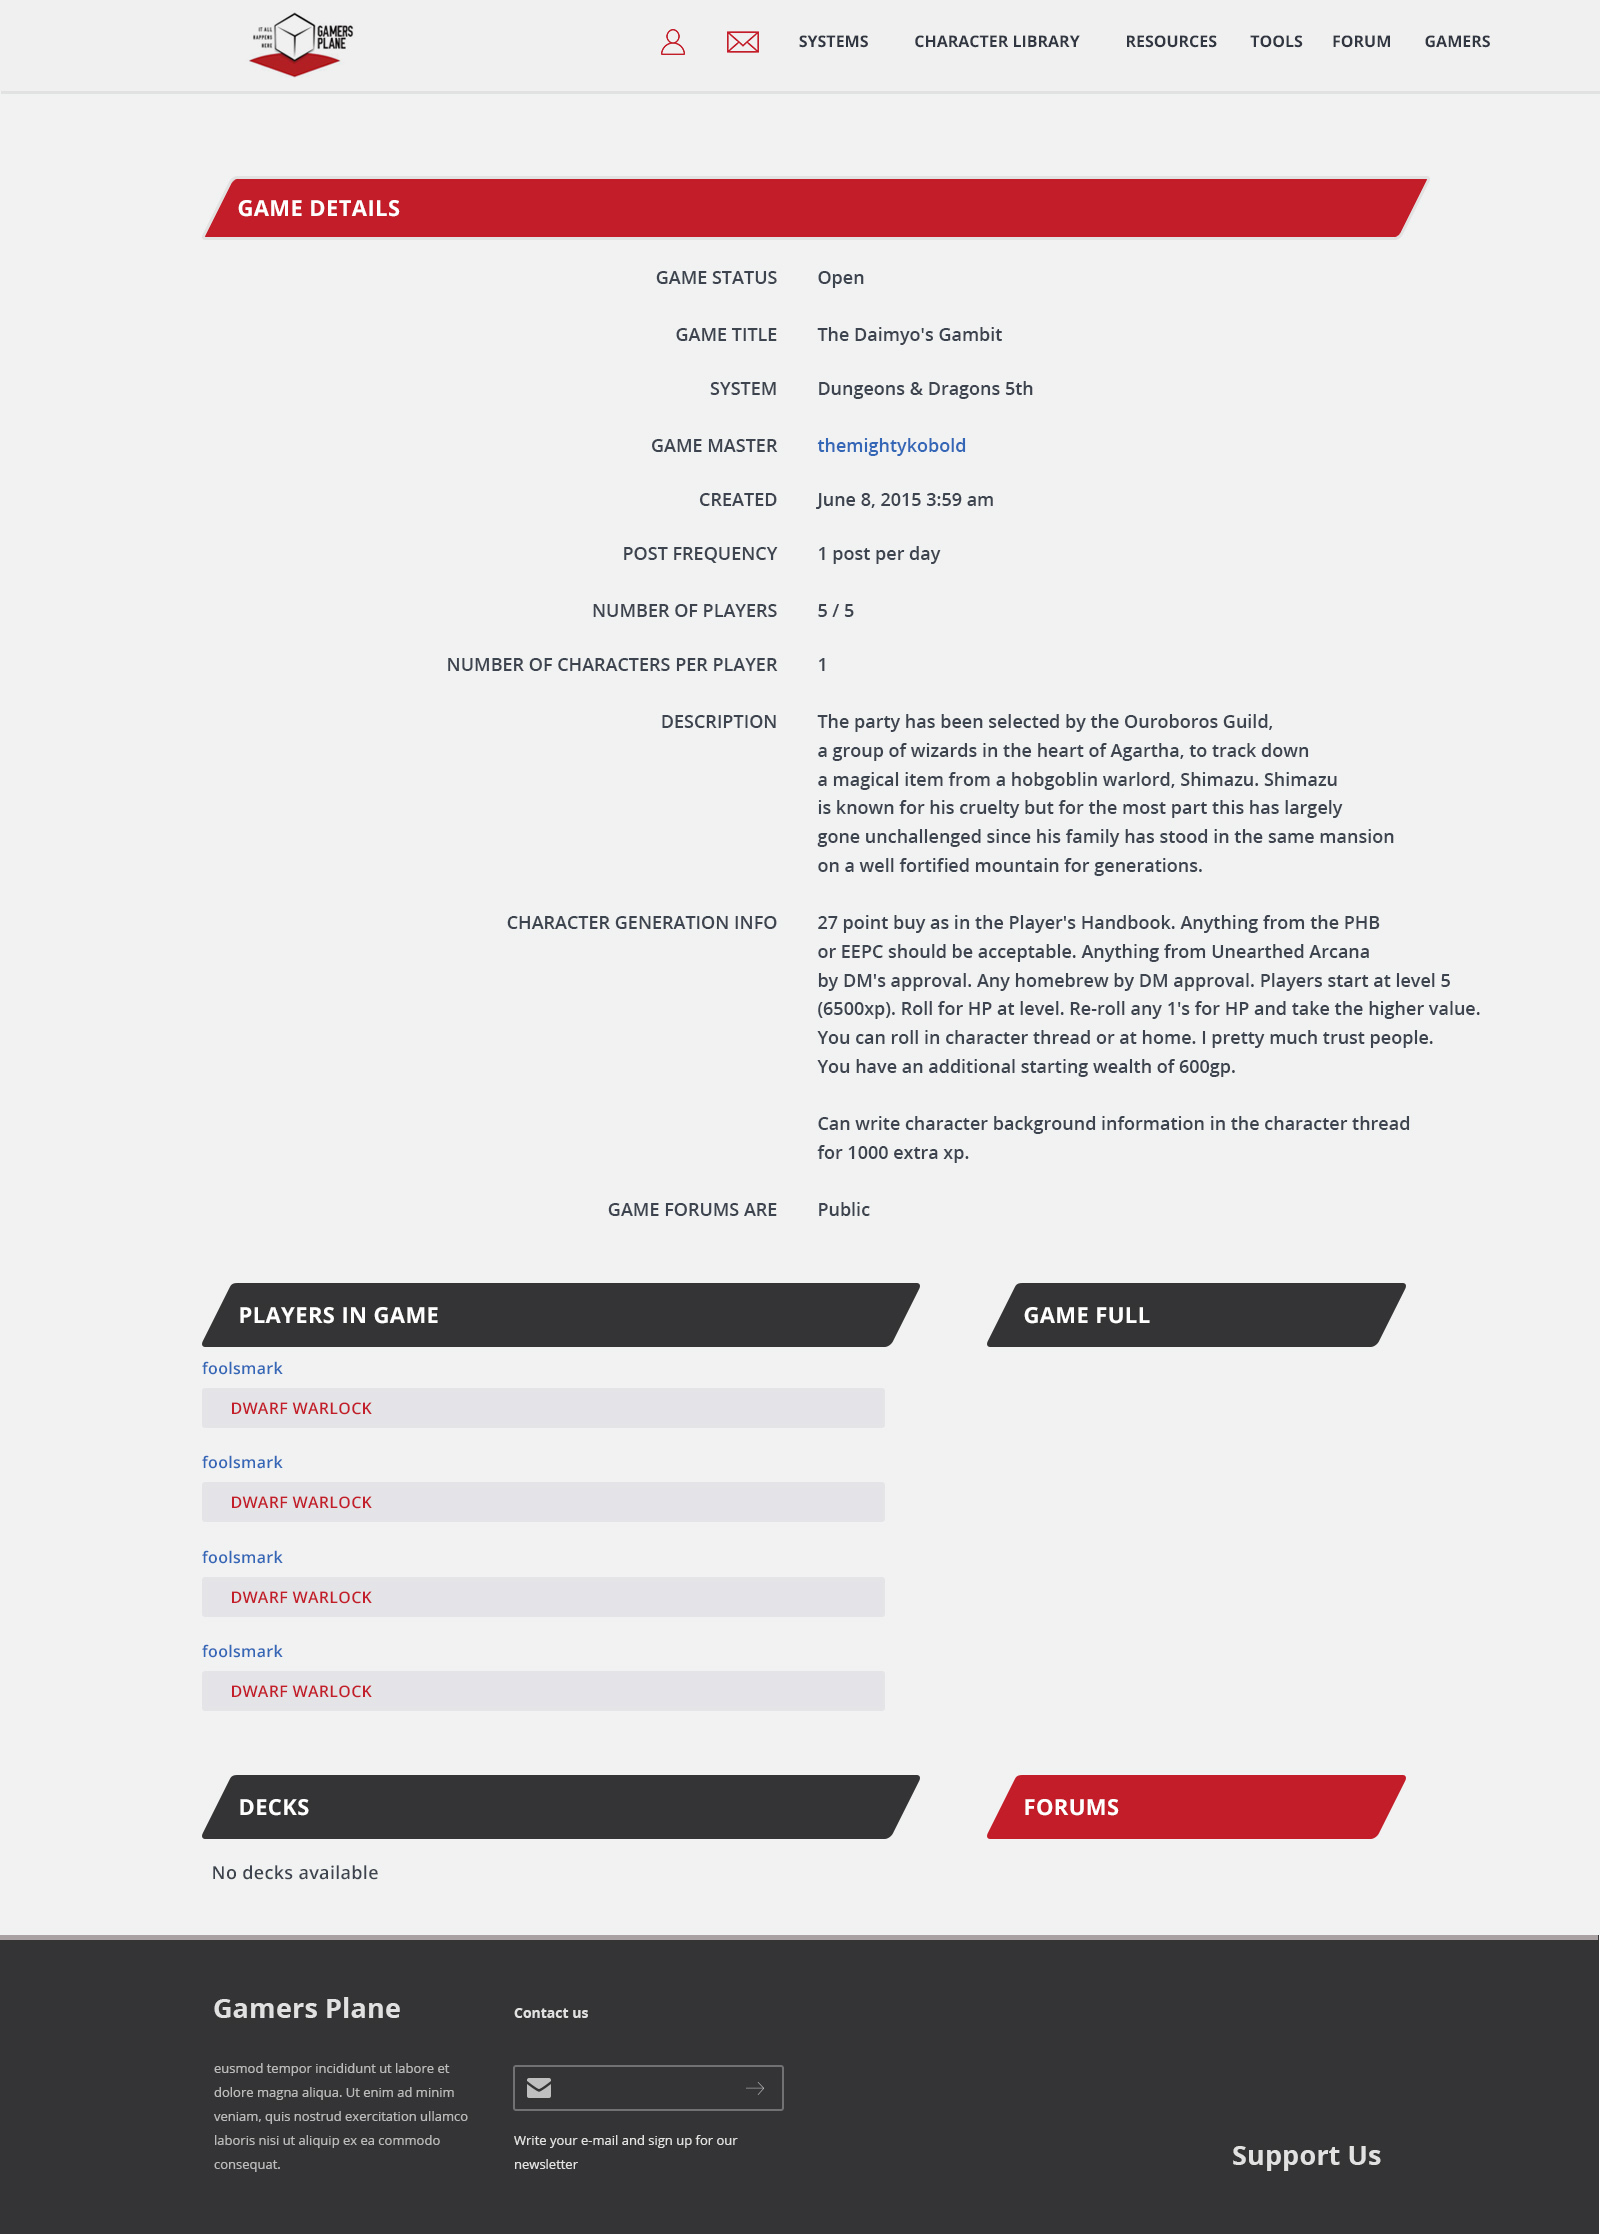 IT ALL
HAPPENS
HERE
GAMERS
PLANE
SYSTEMS
CHARACTER LIBRARY
RESOURCES
TOOLS
FORUM
GAMERS
GAME DETAILS
GAME STATUS Open
GAME TITLE The Daimyo's Gambit
SYSTEM Dungeons & Dragons 5th
GAME MASTER themightykobold
CREATED June 8, 2015 3:59 am
POST FREQUENCY 1 post per day
NUMBER OF PLAYERS 5 / 5
NUMBER OF CHARACTERS PER PLAYER 1
DESCRIPTION The party has been selected by the Ouroboros Guild,
a group of wizards in the heart of Agartha, to track down
a magical item from a hobgoblin warlord, Shimazu. Shimazu
is known for his cruelty but for the most part this has largely
gone unchallenged since his family has stood in the same mansion
on a well fortified mountain for generations.
CHARACTER GENERATION INFO 27 point buy as in the Player's Handbook. Anything from the PHB
or EEPC should be acceptable. Anything from Unearthed Arcana
by DM's approval. Any homebrew by DM approval. Players start at level 5
(6500xp). Roll for HP at level. Re-roll any 1's for HP and take the higher value.
You can roll in character thread or at home. I pretty much trust people.
You have an additional starting wealth of 600gp.
Can write character background information in the character thread
for 1000 extra xp.
GAME FORUMS ARE Public
PLAYERS IN GAME
foolsmark
DWARF WARLOCK
foolsmark
DWARF WARLOCK
foolsmark
DWARF WARLOCK
foolsmark
DWARF WARLOCK
GAME FULL
DECKS
No decks available
FORUMS
Gamers Plane
eusmod tempor incididunt ut labore et
dolore magna aliqua. Ut enim ad minim
veniam, quis nostrud exercitation ullamco
laboris nisi ut aliquip ex ea commodo
consequat.
Contact us
Write your e-mail and sign up for our
newsletter
Support Us